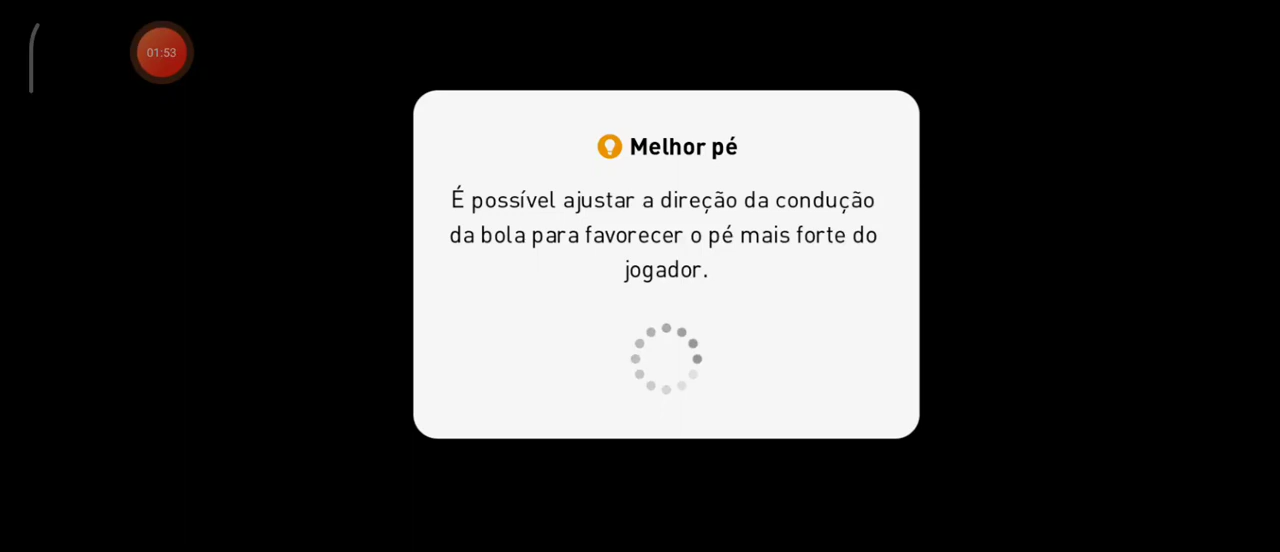 01:53
Melhor pé
É possível ajustar a direção da condução
da bola para favorecer o pé mais forte do
jogador.